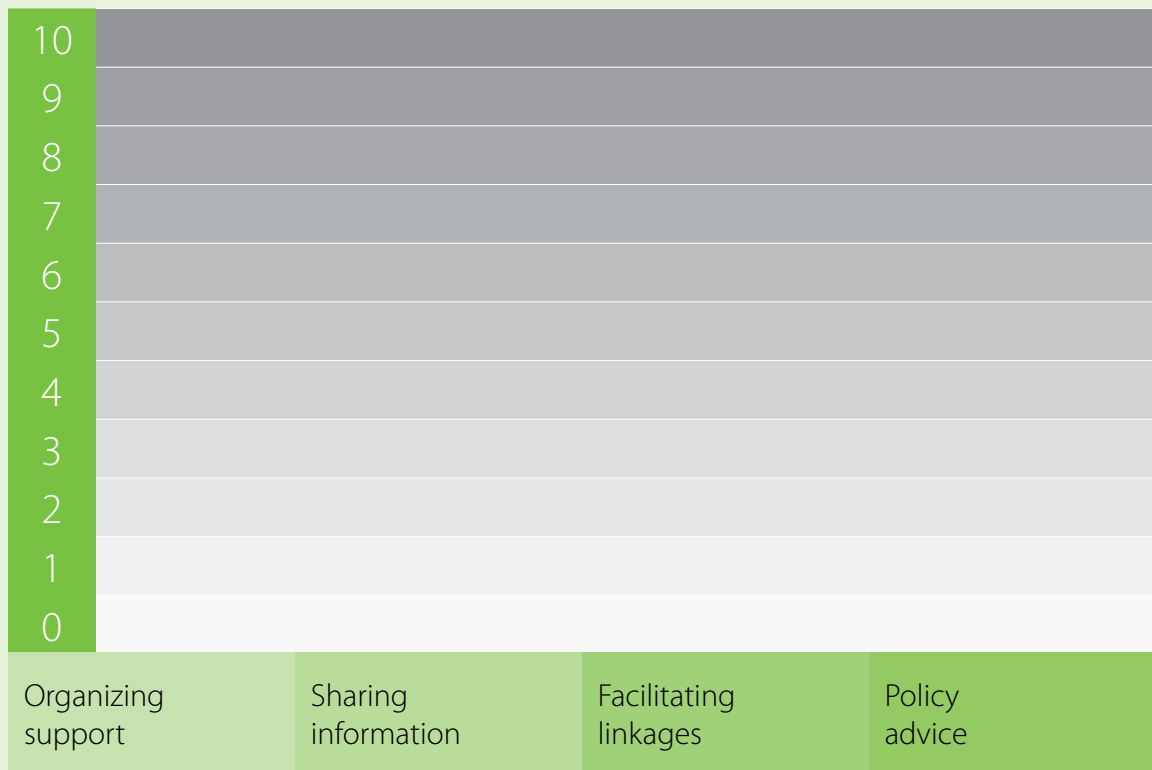 10
9
8
7
6
5
4
3
2
1
0
Organizing
support
Sharing
information
Facilitating
linkages
Policy
advice